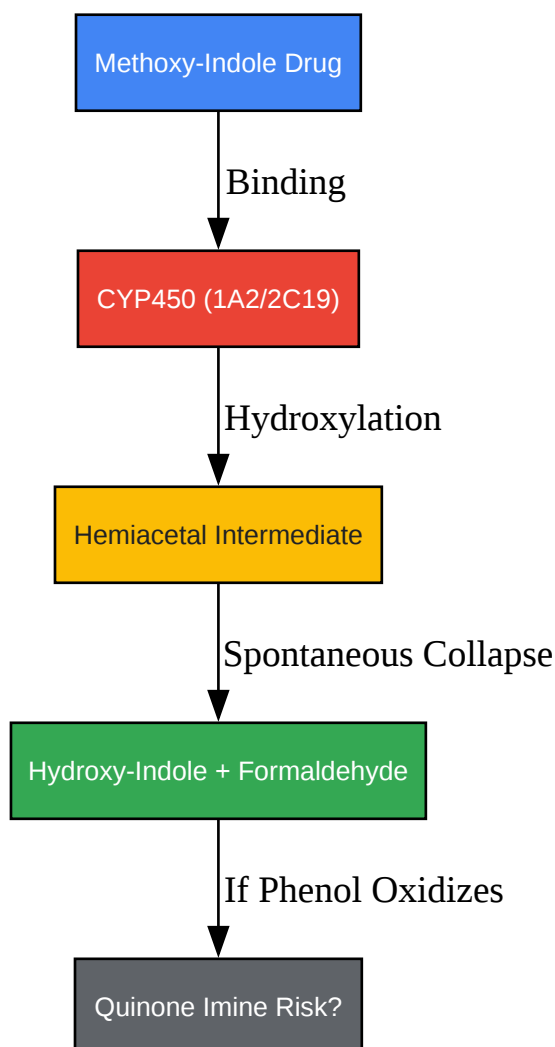 Methoxy-Indole Drug
Binding
CYP450 (1A2/2C19)
Hydroxylation
Hemiacetal Intermediate
Spontaneous Collapse
Hydroxy-Indole + Formaldehyde
If Phenol Oxidizes
Quinone Imine Risk?